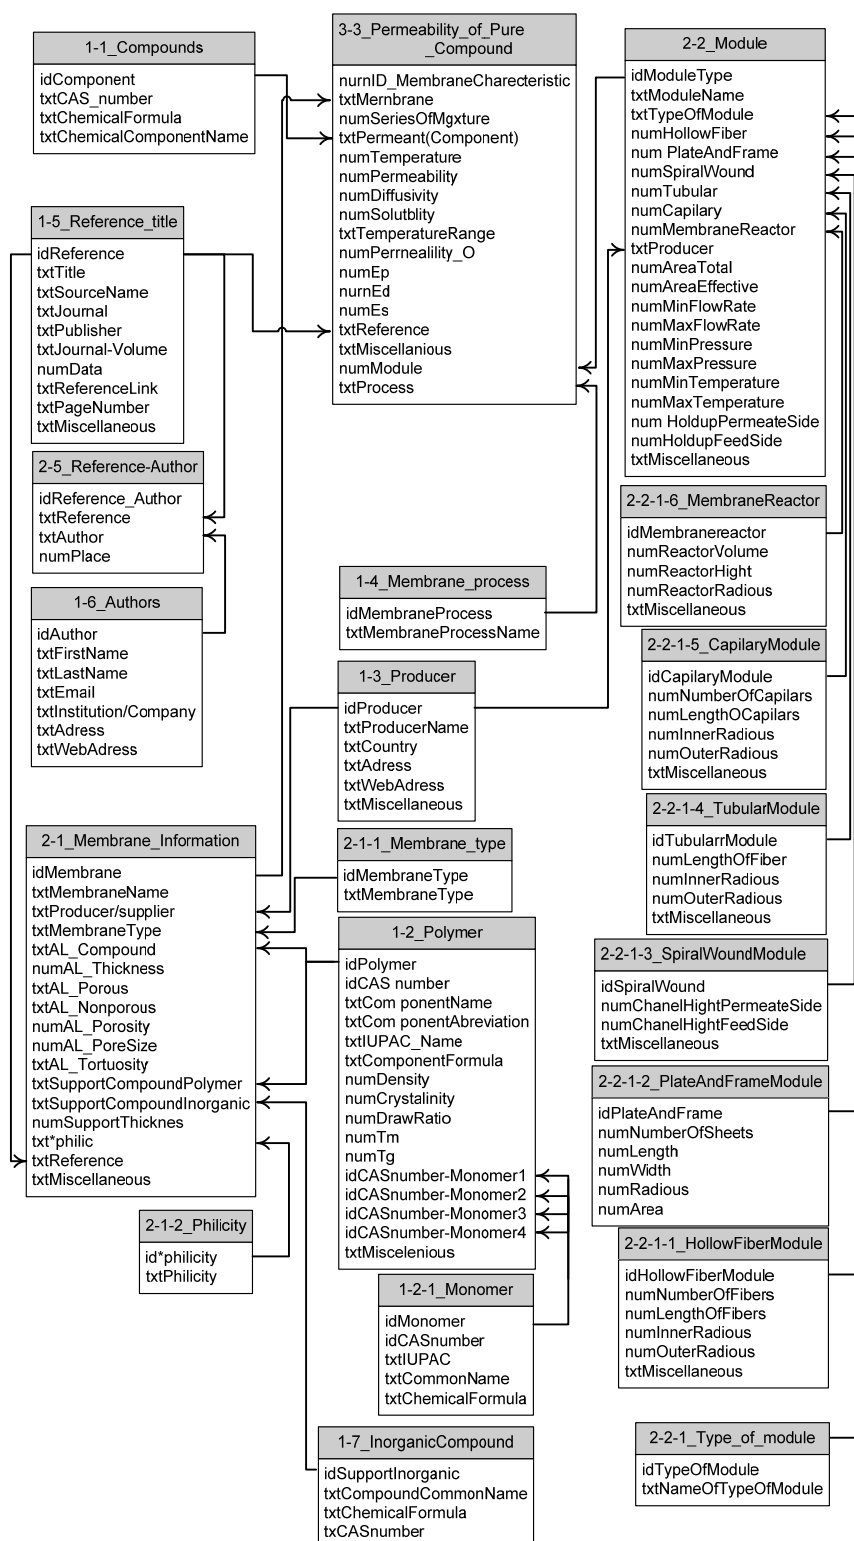 1-1_Compounds
idComponent
txtCAS_number
txtChemicalFormula
txtChemicalComponentName
1-5_Reference_title
idReference
txtTitle
txtSourceName
txtJournal
txtPublisher
txtJournal-Volume
numData
txtReferenceLink
txtPageNumber
txtMiscellaneous
2-5_Reference-Author
idReference_Author
txtReference
txtAuthor
numPlace
1-6_Authors
idAuthor
txtFirstName
txtLastName
txtEmail
txtInstitution/Company
txtAdress
txtWebAdress
2-1_Membrane_Information
idMembrane
txtMembraneName
txtProducer/supplier
txtMembraneType
txtAL_Compound
numAL_Thickness
txtAL_Porous
txtAL_Nonporous
numAL_Porosity
numAL_PoreSize
txtAL_Tortuosity
txtSupportCompoundPolymer
txtSupportCompoundInorganic
numSupportThicknes
txt*philic
txtReference
txtMiscellaneous
2-1-2_Philicity
id*philicity
txtPhilicity
3-3_Permeability_of_Pure
_Compound
nurnID_MembraneCharecteristic
txtMernbrane
numSeriesOfMgxture
txtPermeant(Component)
numTemperature
numPermeability
numDiffusivity
numSolutblity
txtTemperatureRange
numPerrnealility_O
numEp
nurnEd
numEs
txtReference
txtMiscellanious
numModule
txtProcess
1-4_Membrane_process
idMembraneProcess
txtMembraneProcessName
1-3_Producer
idProducer
txtProducerName
txtCountry
txtAdress
txtWebAdress
txtMiscellaneous
2-1-1_Membrane_type
idMembraneType
txtMembraneType
1-2_Polymer
idPolymer
idCAS number
txtCom ponentName
txtCom ponentAbreviation
txtIUPAC_Name
txtComponentFormula
numDensity
numCrystalinity
numDrawRatio
numTm
numTg
idCASnumber-Monomer1
idCASnumber-Monomer2
idCASnumber-Monomer3
idCASnumber-Monomer4
txtMiscelenious
1-2-1_Monomer
idMonomer
idCASnumber
txtIUPAC
txtCommonName
txtChemicalFormula
1-7_InorganicCompound
idSupportInorganic
txtCompoundCommonName
txtChemicalFormula
txCASnumber
2-2_Module
idModuleType
txtModuleName
txtTypeOfModule
numHollowFiber
num PlateAndFrame
numSpiralWound
numTubular
numCapilary
numMembraneReactor
txtProducer
numAreaTotal
numAreaEffective
numMinFlowRate
numMaxFlowRate
numMinPressure
numMaxPressure
numMinTemperature
numMaxTemperature
num HoldupPermeateSide
numHoldupFeedSide
txtMiscellaneous
2-2-1-6_MembraneReactor
idMembranereactor
numReactorVolume
numReactorHight
numReactorRadious
txtMiscellaneous
2-2-1-5_CapilaryModule
idCapilaryModule
numNumberOfCapilars
numLengthOCapilars
numInnerRadious
numOuterRadious
txtMiscellaneous
2-2-1-4_TubularModule
idTubularrModule
numLengthOfFiber
numInnerRadious
numOuterRadious
txtMiscellaneous
2-2-1-3_SpiralWoundModule
idSpiralWound
numChanelHightPermeateSide
numChanelHightFeedSide
txtMiscellaneous
2-2-1-2_PlateAndFrameModule
idPlateAndFrame
numNumberOfSheets
numLength
numWidth
numRadious
numArea
2-2-1-1_HollowFiberModule
idHollowFiberModule
numNumberOfFibers
numLengthOfFibers
numInnerRadious
numOuterRadious
txtMiscellaneous
2-2-1_Type_of_module
idTypeOfModule
txtNameOfTypeOfModule